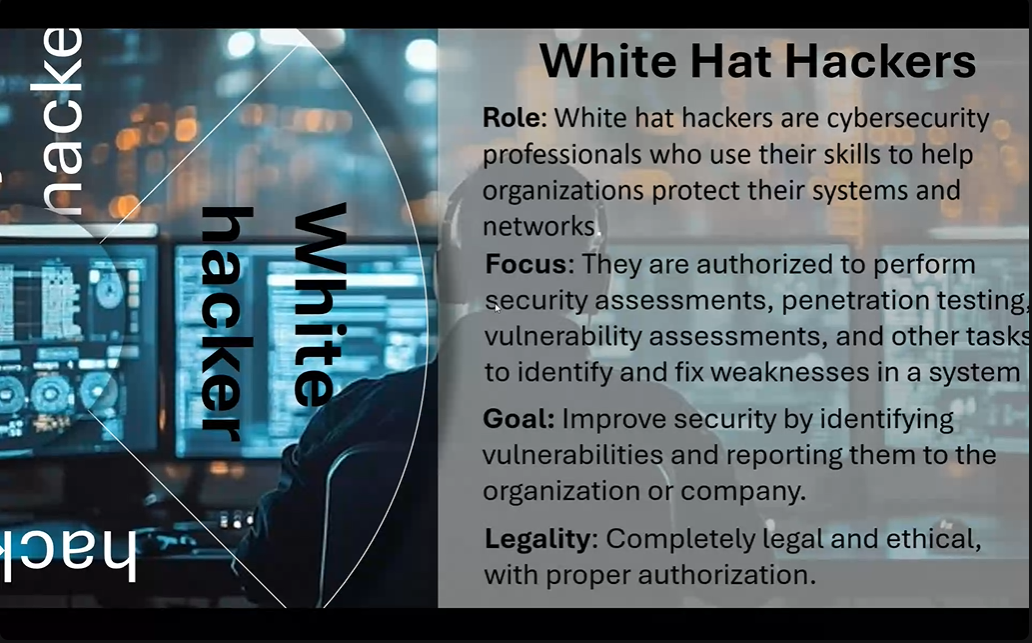 White Hat Hackers
Role: White hat hackers are cybersecurity
professionals who use their skills to help
organizations protect their systems and
networks.
Focus: They are authorized to perform
security assessments, penetration testing,
vulnerability assessments, and other tasks
to identify and fix weaknesses in a system
Goal: Improve security by identifying
vulnerabilities and reporting them to the
organization or company.
Legality: Completely legal and ethical,
with proper authorization.
White
hacker
hacke
hack